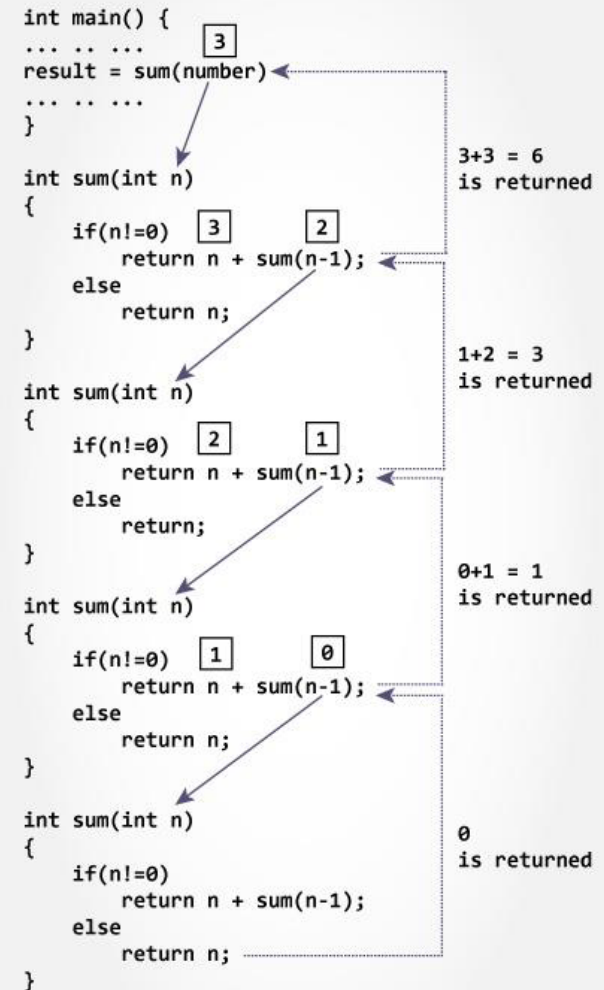 int main() {
... .. ...
3
result = sum(number)
... .. ...
}
3+3 = 6
is returned
int sum(int n)
{
if(n!=0) 3 2
return n + sum(n-1);
else
return n;
}
1+2 = 3
is returned
int sum(int n)
{
if(n!=0) 2 1
return n + sum(n-1);
else
return;
}
0+1 = 1
is returned
int sum(int n)
{
if(n!=0) 1 0
return n + sum(n-1);
else
return n;
}
int sum(int n)
{
0
is returned
if(n!=0)
return n + sum(n-1);
else
return n;
}